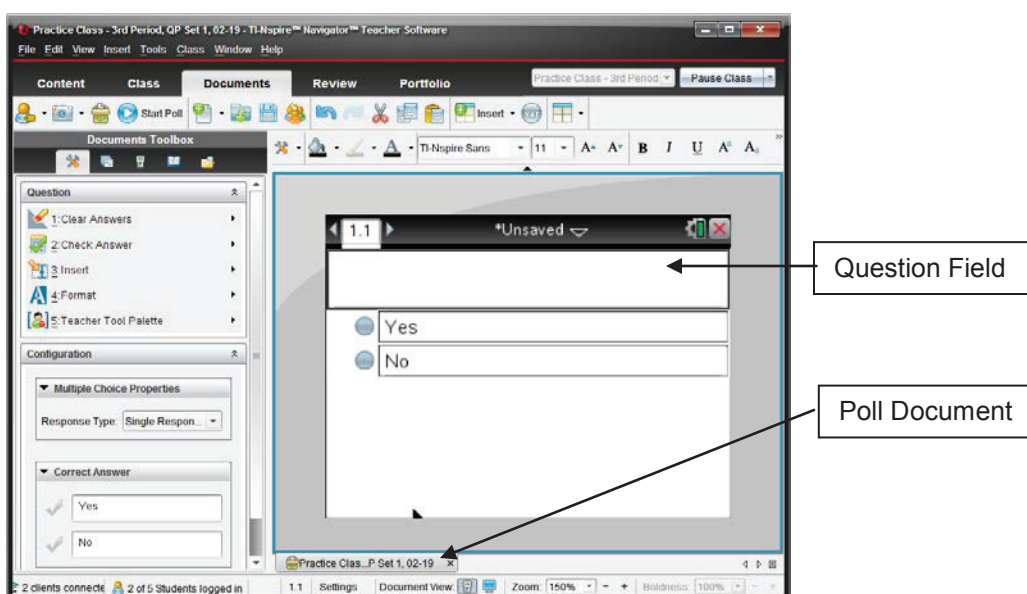 Practice Class - 3rd Period, QP Set 1, 02-19 - TI-Nspire™ Navigator™ Teacher Software
File Edit View Insert Tools Class Window Help
Content Class Documents Review Portfolio Practice Class - 3rd Period Pause Class
Start Poll Insert
Documents Toolbox
TI-Nspire Sans 11 A A B I U A A
Question
1:Clear Answers
2:Check Answer
3:Insert
4:Format
5:Teacher Tool Palette
Configuration
Multiple Choice Properties
Response Type: Single Respon...
Correct Answer
Yes
No
1.1 *Unsaved
Yes
No
Question Field
Poll Document
Practice Clas...P Set 1, 02-19
2 clients connecte 2 of 5 Students logged in 1.1 Settings Document View: Zoom: 150% - + Boldness: 100% - +